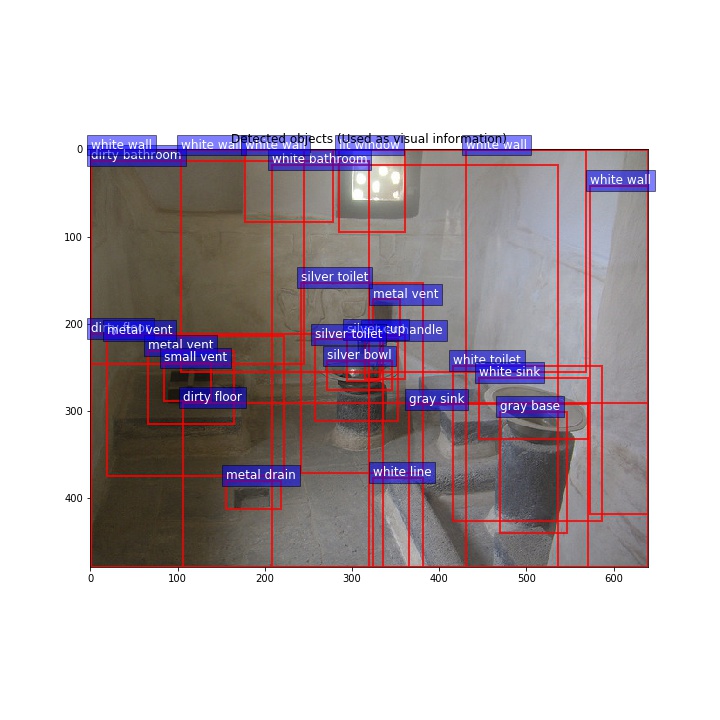 Detected objects (Used as visual information)
white wall
white wall
white wall
lit window
white wall
dirty bathroom
white bathroom
white wall
silver toilet
metal vent
dirty floor
metal vent
silver cup
handle
silver toilet
metal vent
small vent
silver bowl
white toilet
white sink
dirty floor
gray sink
gray base
metal drain
white line
0
100
200
300
400
0 100 200 300 400 500 600